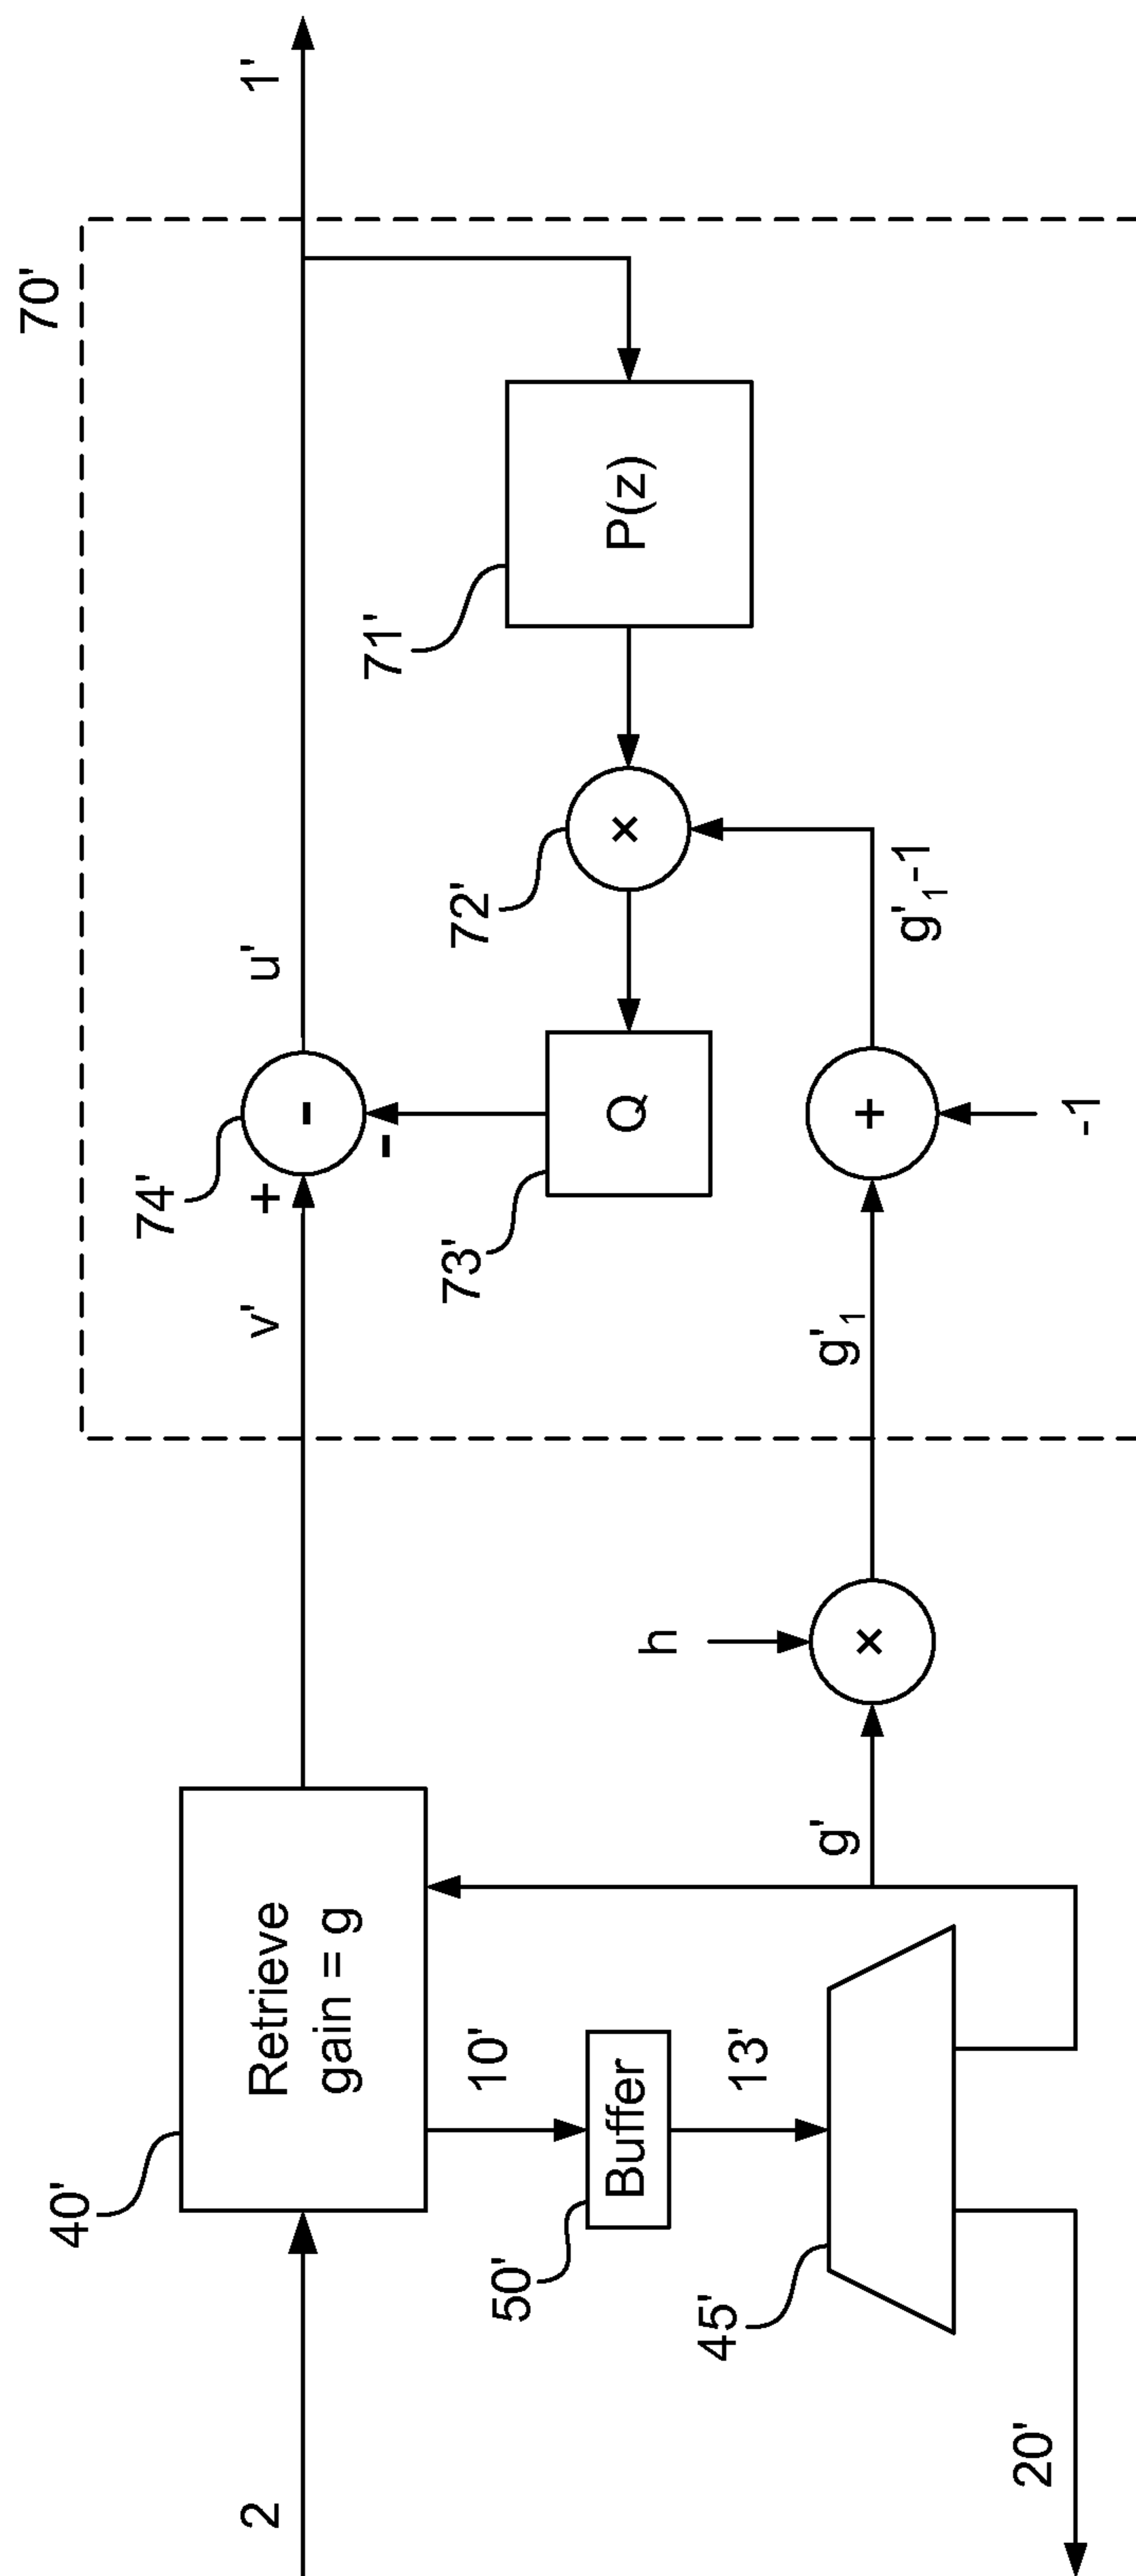 70'
1'
74'
v'
+
-
-
u'
73'
Q
72'
×
71'
P(z)
g'₁
+
-1
g'₁-1
2
40'
Retrieve
gain = g
10'
50'
Buffer
13'
45'
20'
g'
h
×